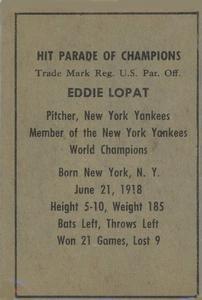 HIT PARADE OF CHAMPIONS
Trade Mark Reg. U.S. Par. Off.
EDDIE LOPAT
Pitcher, New York Yankees
Member of the New York Yankees
World Champions
Born New York, N. Y.
June 21, 1918
Height 5-10, Weight 185
Bats Left, Throws Left
Won 21 Games, Lost 9